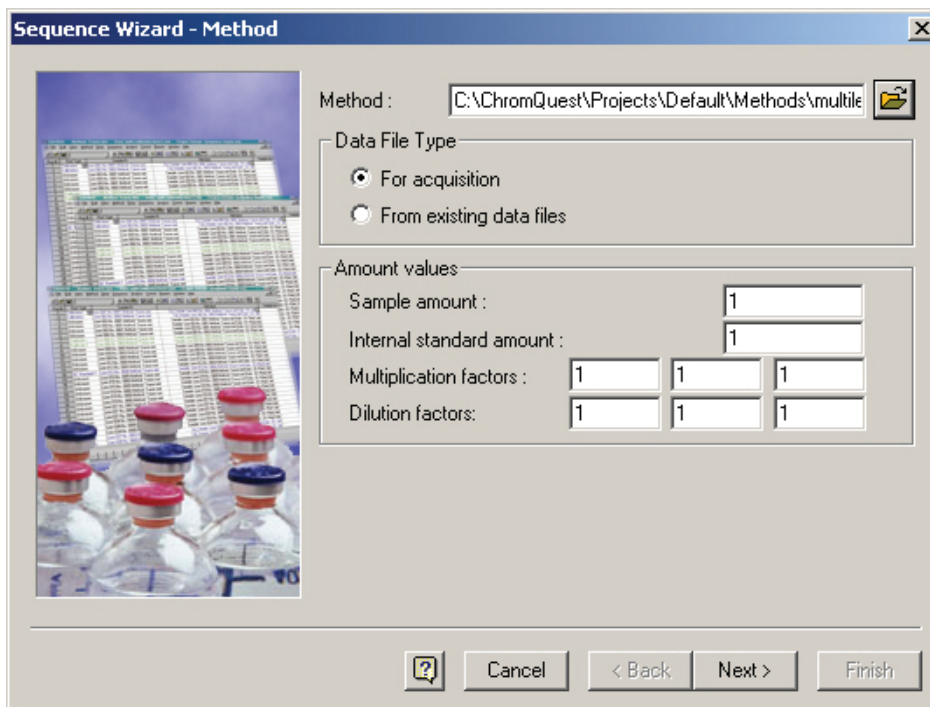 Sequence Wizard - Method
Method : C:\ChromQuest\Projects\Default\Methods\multile
Data File Type
For acquisition
From existing data files
Amount values
Sample amount : 1
Internal standard amount : 1
Multiplication factors : 1 1 1
Dilution factors: 1 1 1
? Cancel < Back Next > Finish